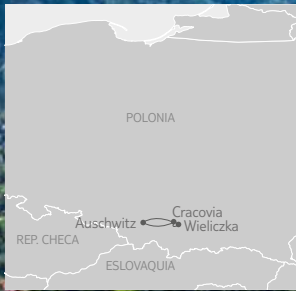 POLONIA
Cracovia
Auschwitz
Wieliczka
REP. CHECA
ESLOVAQUIA